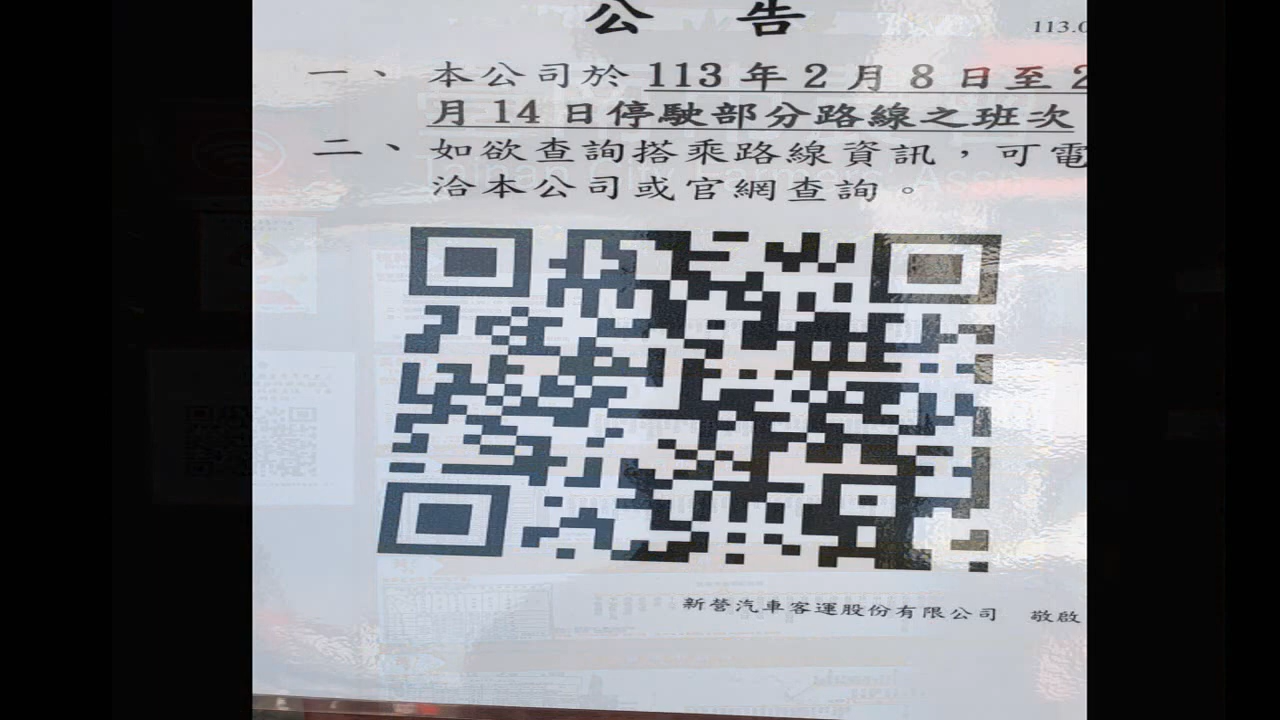 公 告
113.0
一、本公司於113年2月8日至2
月14日停駛部分路線之班次
二、如欲查詢搭乘路線資訊，可電
洽本公司或官網查詢。
新營汽車客運股份有限公司 敬啟